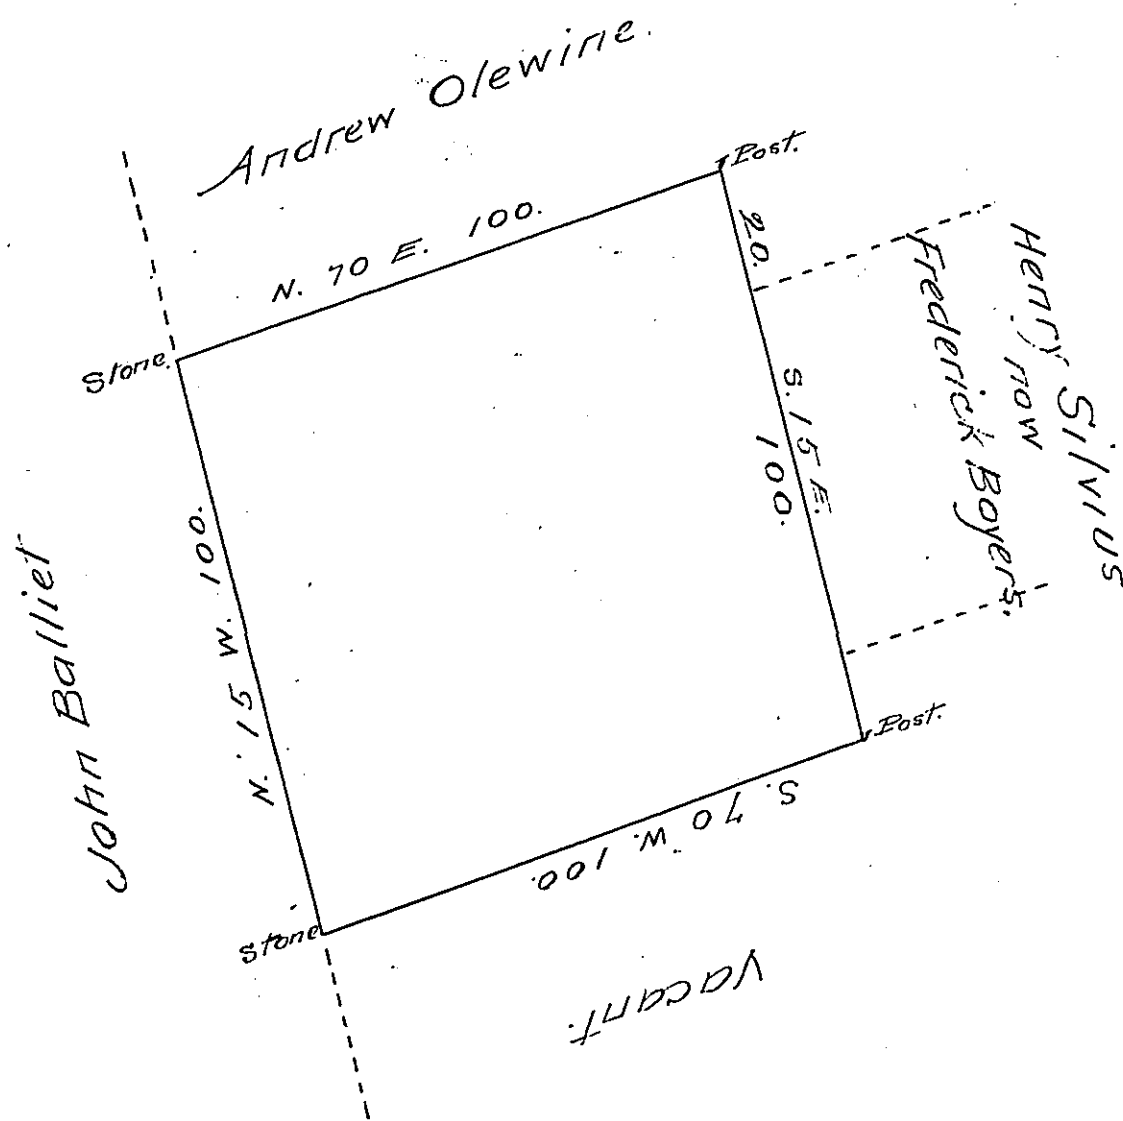 Andrew Olewine.
Post.
N. 70 E. 100.
20.
Stone.
Henry Silvius
now
Frederick Boyers.
S. 15 E.
100.
John Balliet
N. 15 W. 100.
Post.
S. 70 W. 100.
Stone
Vacant.